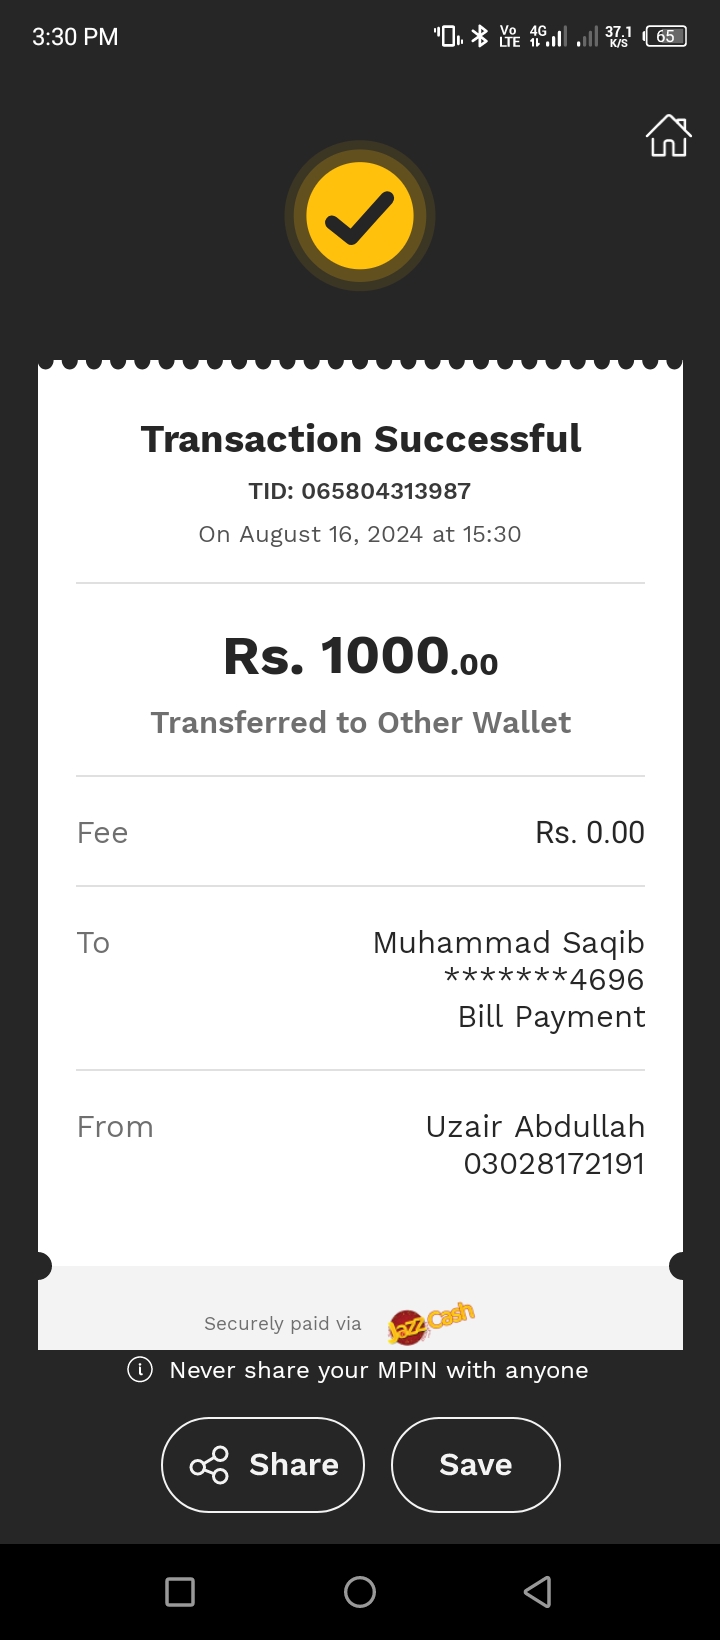 3:30 PM
Vo LTE 4G 37.1 K/S 65
Transaction Successful
TID: 065804313987
On August 16, 2024 at 15:30
Rs. 1000.00
Transferred to Other Wallet
Fee Rs. 0.00
To Muhammad Saqib
*******4696
Bill Payment
From Uzair Abdullah
03028172191
Securely paid via JazzCash
Never share your MPIN with anyone
Share Save